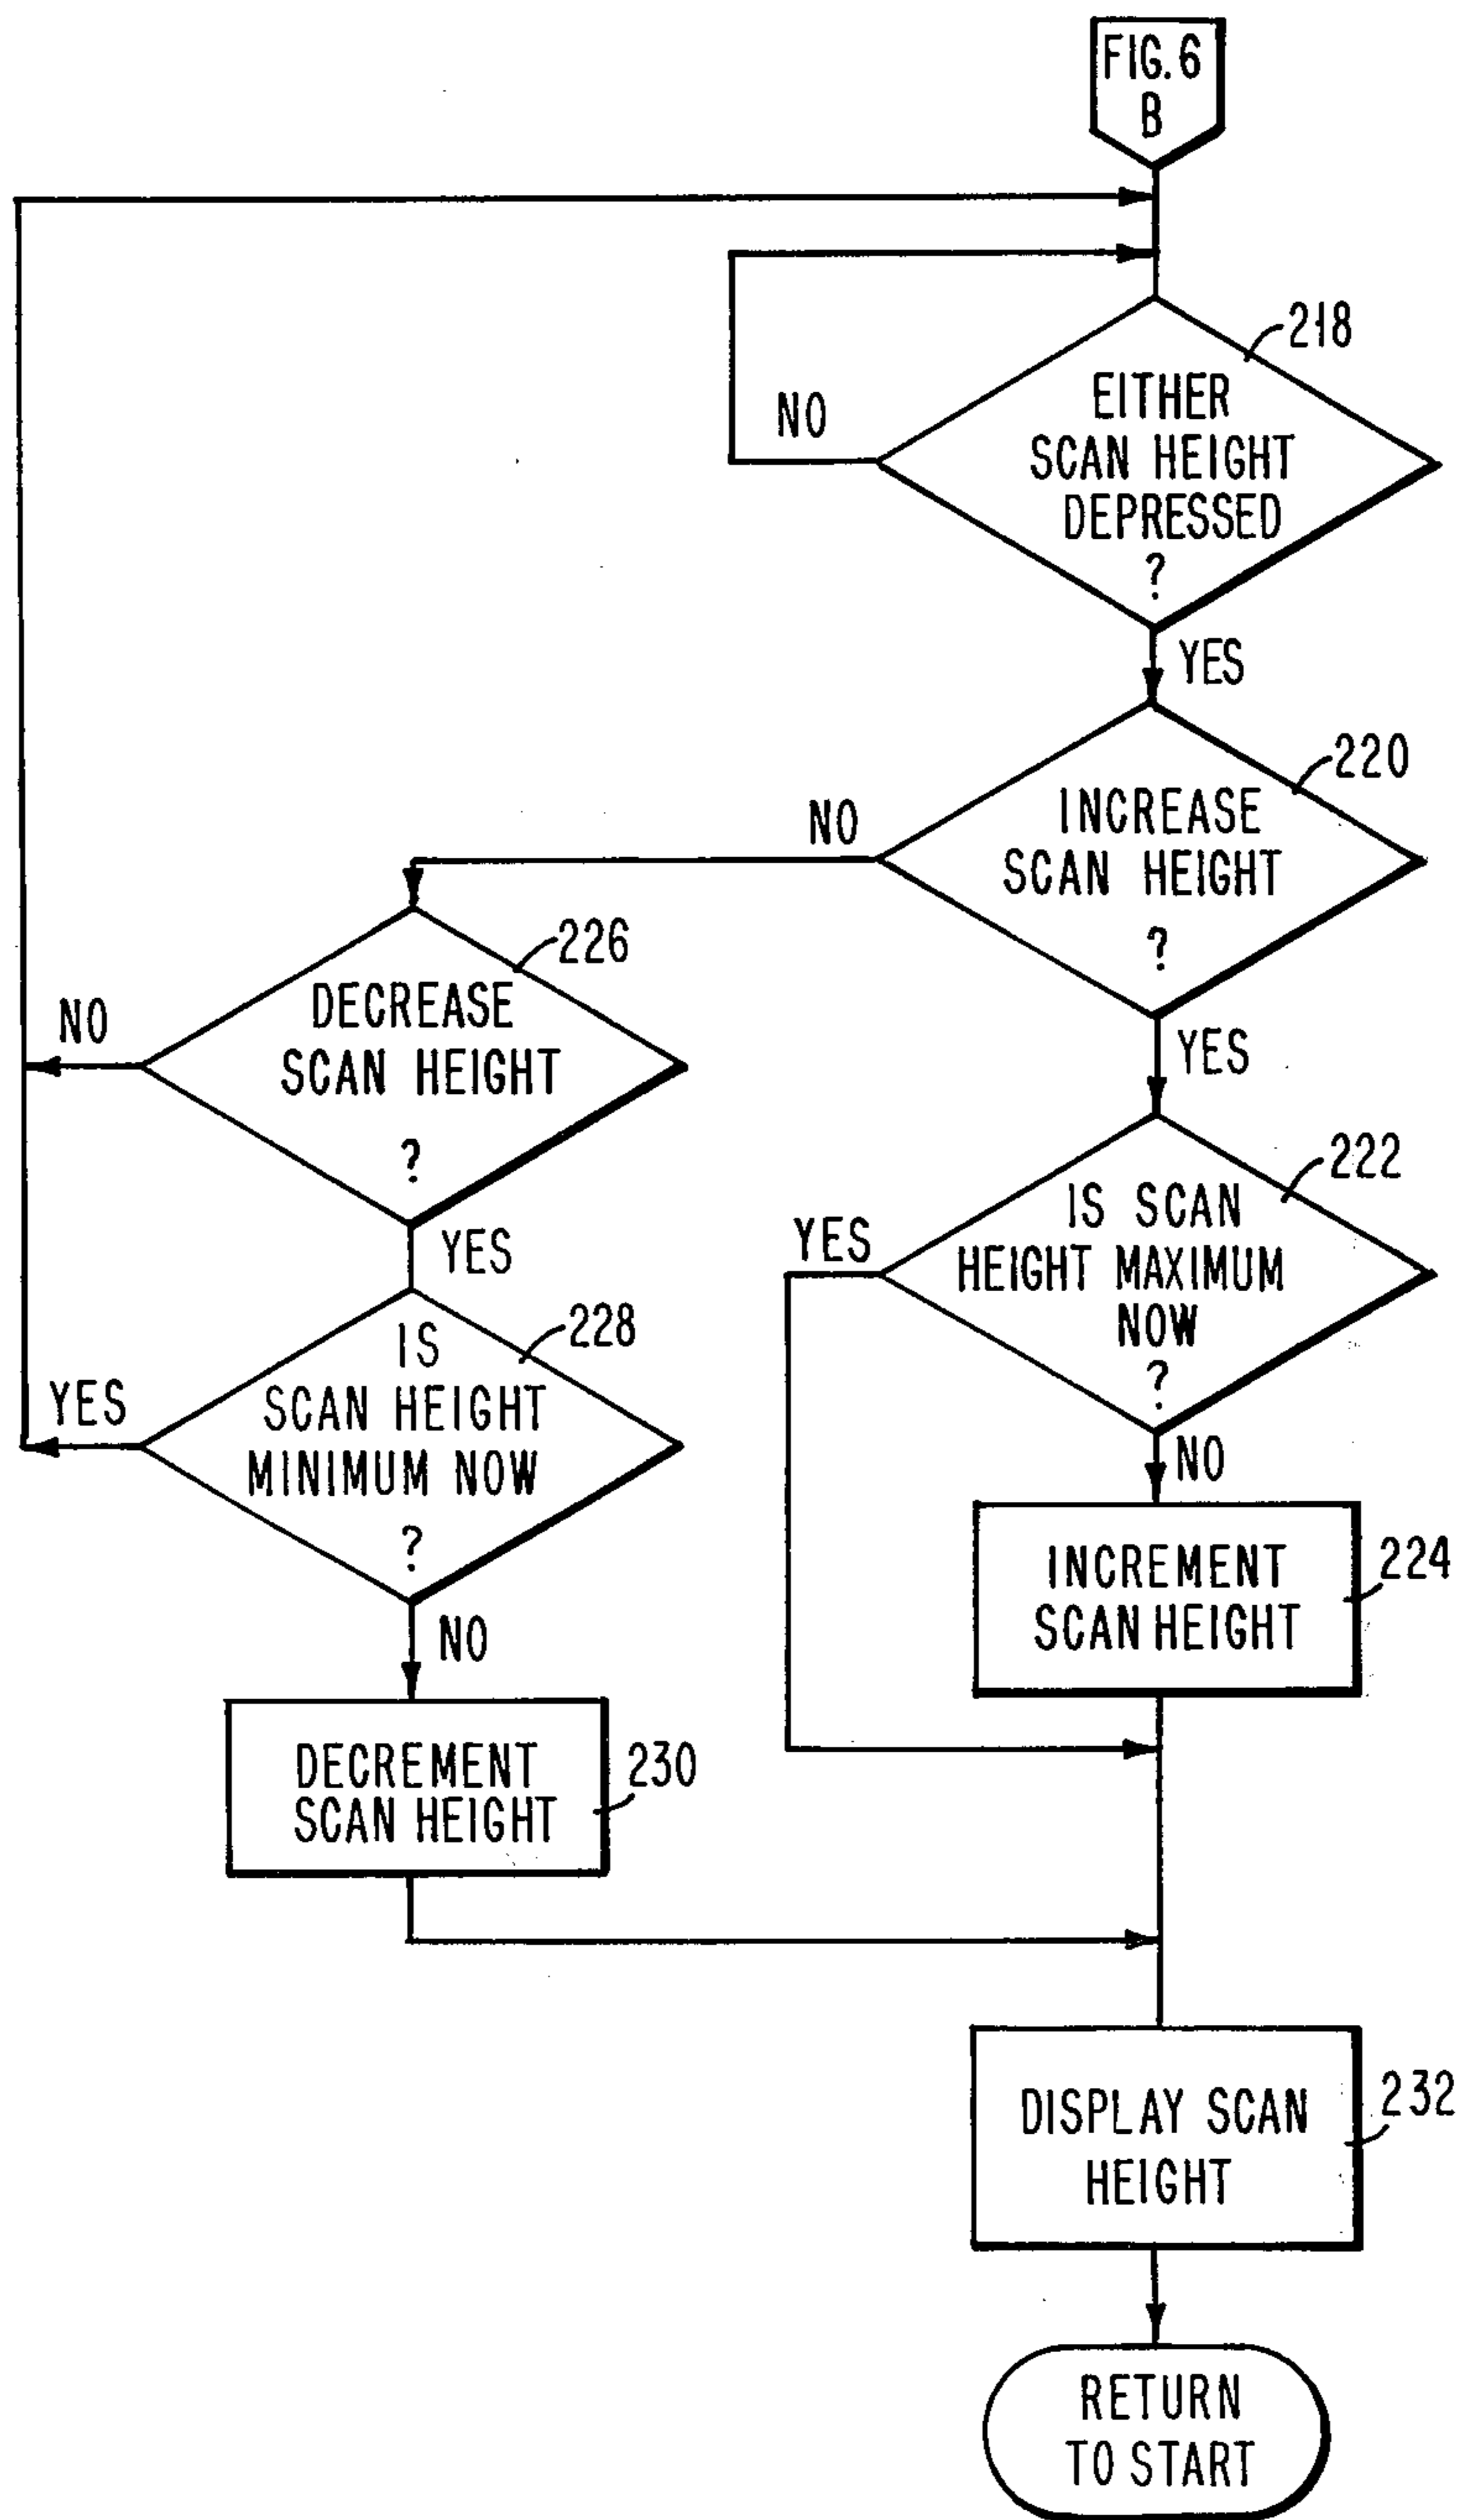 FIG. 6
B
218
EITHER
SCAN HEIGHT
DEPRESSED
?
NO
YES
220
INCREASE
SCAN HEIGHT
?
NO
YES
226
DECREASE
SCAN HEIGHT
?
NO
YES
222
IS SCAN
HEIGHT MAXIMUM
NOW
?
YES
NO
228
IS
SCAN HEIGHT
MINIMUM NOW
?
YES
NO
224
INCREMENT
SCAN HEIGHT
230
DECREMENT
SCAN HEIGHT
232
DISPLAY SCAN
HEIGHT
RETURN
TO START